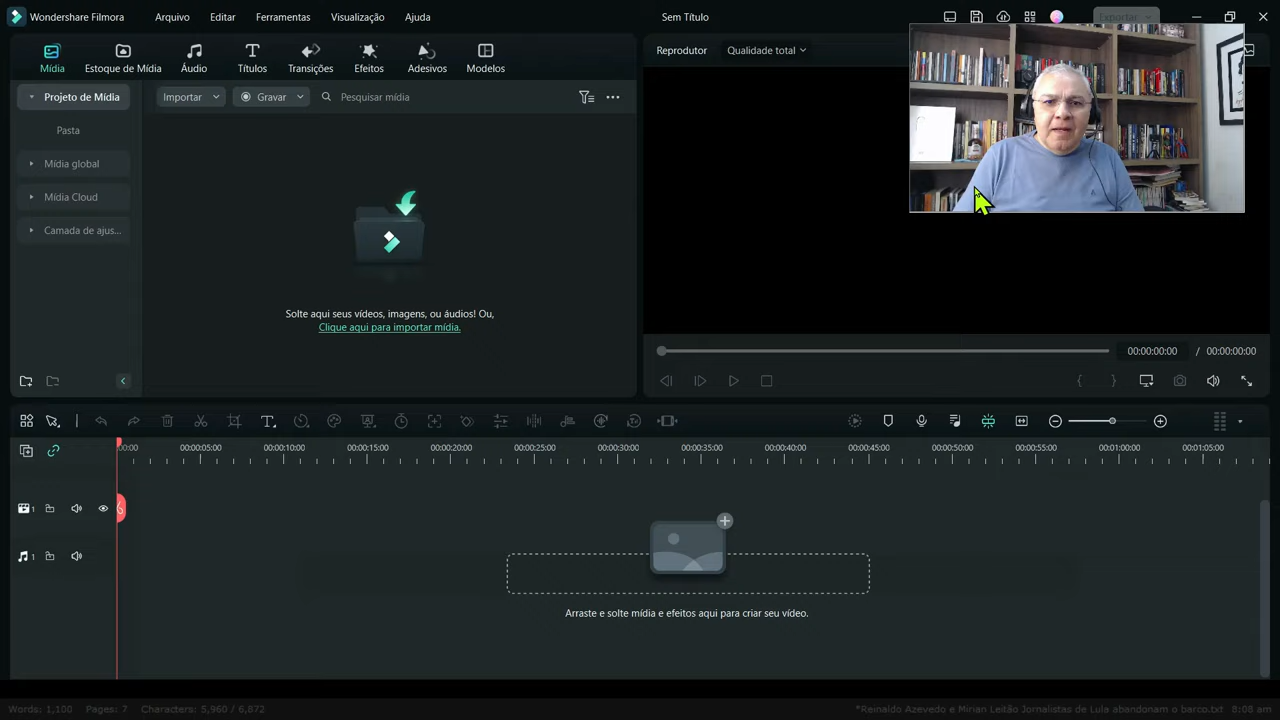 Wondershare Filmora Arquivo Editar Ferramentas Visualização Ajuda Sem Título Exportar
Mídia Estoque de Mídia Áudio Títulos Transições Efeitos Adesivos Modelos
Reprodutor Qualidade total
Projeto de Mídia
Importar Gravar Pesquisar mídia
Pasta
Mídia global
Mídia Cloud
Camada de ajus...
Solte aqui seus vídeos, imagens, ou áudios! Ou,
Clique aqui para importar mídia.
00:00:00:00 / 00:00:00:00
:00:00 00:00:05:00 00:00:10:00 00:00:15:00 00:00:20:00 00:00:25:00 00:00:30:00 00:00:35:00 00:00:40:00 00:00:45:00 00:00:50:00 00:00:55:00 00:01:00:00 00:01:05:00
1
1
Arraste e solte mídia e efeitos aqui para criar seu vídeo.
Words: 1,100 Pages: 7 Characters: 5,960 / 6,872 *Reinaldo Azevedo e Mirian Leitão Jornalistas de Lula abandonam o barco.txt 8:08 am